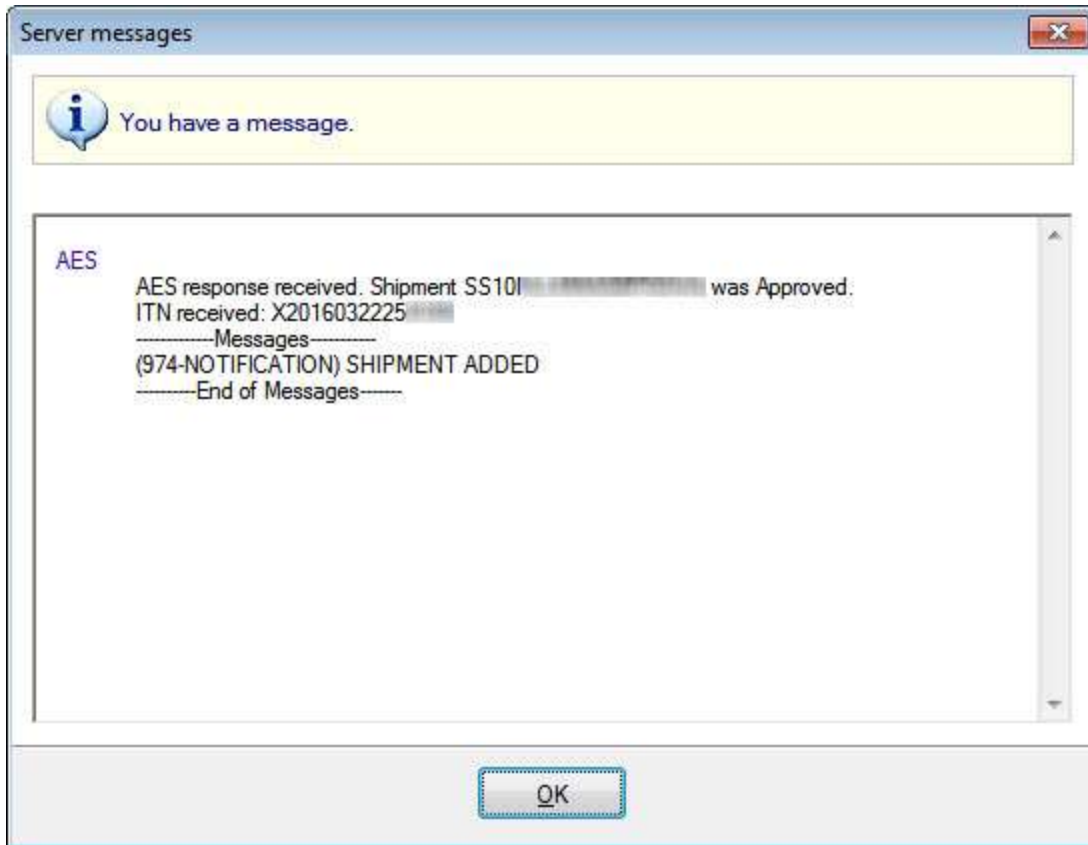 Server messages
You have a message.
AES
AES response received. Shipment SS10I was Approved.
ITN received: X2016032225
-------------Messages-----------
(974-NOTIFICATION) SHIPMENT ADDED
----------End of Messages-------
OK